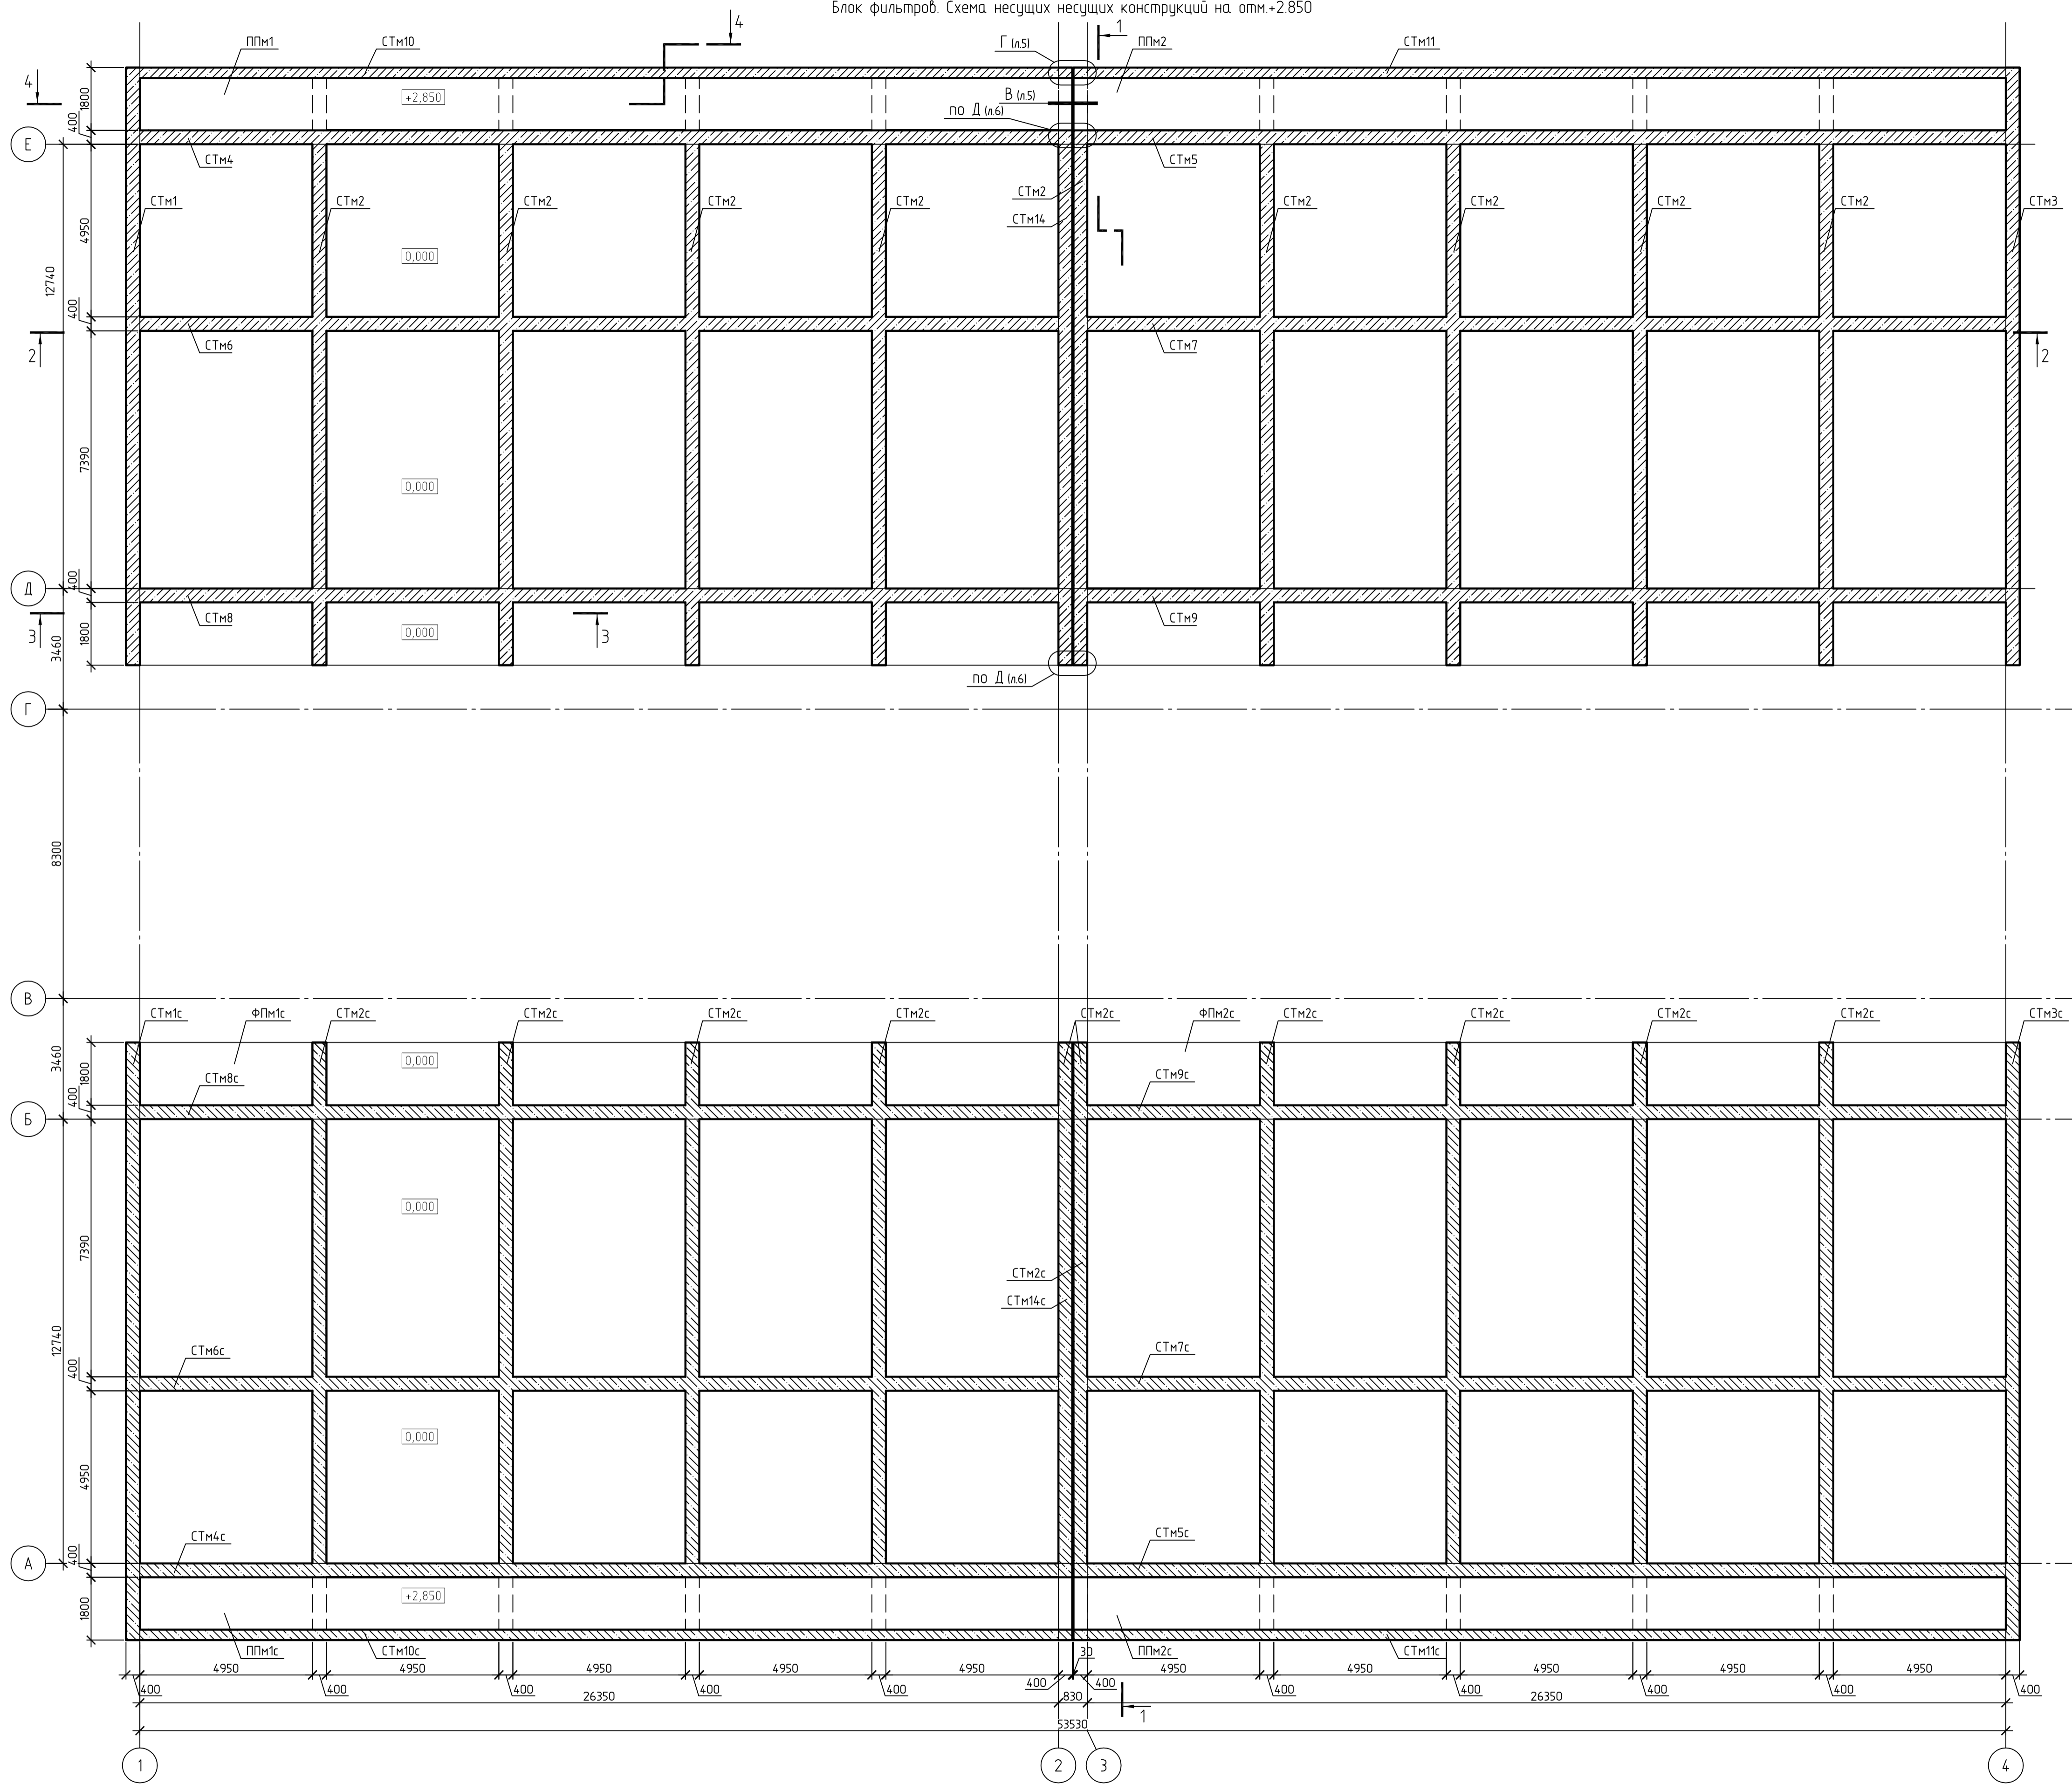 Блок фильтров. Схема несущих несущих конструкций на отм.+2.850
4
1
ППм1
СТм10
Г (л.5)
ППм2
СТм11
4
+2,850
В (л.5)
по Д (л.6)
1800
400
Е
СТм4
СТм5
СТм1
СТм2
СТм2
СТм2
СТм2
СТм2
СТм14
СТм2
СТм2
СТм2
СТм2
СТм3
4950
0,000
12740
400
2
СТм6
СТм7
2
7390
0,000
400
Д
3
СТм8
3
СТм9
0,000
1800
3460
по Д (л.6)
Г
8300
В
СТм1с
ФПм1с
СТм2с
СТм2с
СТм2с
СТм2с
СТм2с
ФПм2с
СТм2с
СТм2с
СТм2с
СТм2с
СТм3с
3460
1800
0,000
СТм8с
СТм9с
400
Б
0,000
7390
СТм2с
СТм14с
12740
СТм6с
СТм7с
400
0,000
4950
СТм4с
СТм5с
400
А
+2,850
1800
ППм1с
СТм10с
30
ППм2с
СТм11с
4950
4950
4950
4950
4950
4950
4950
4950
4950
4950
400
400
400
400
400
400
400
400
400
400
400
400
26350
830
26350
1
53530
1
2
3
4